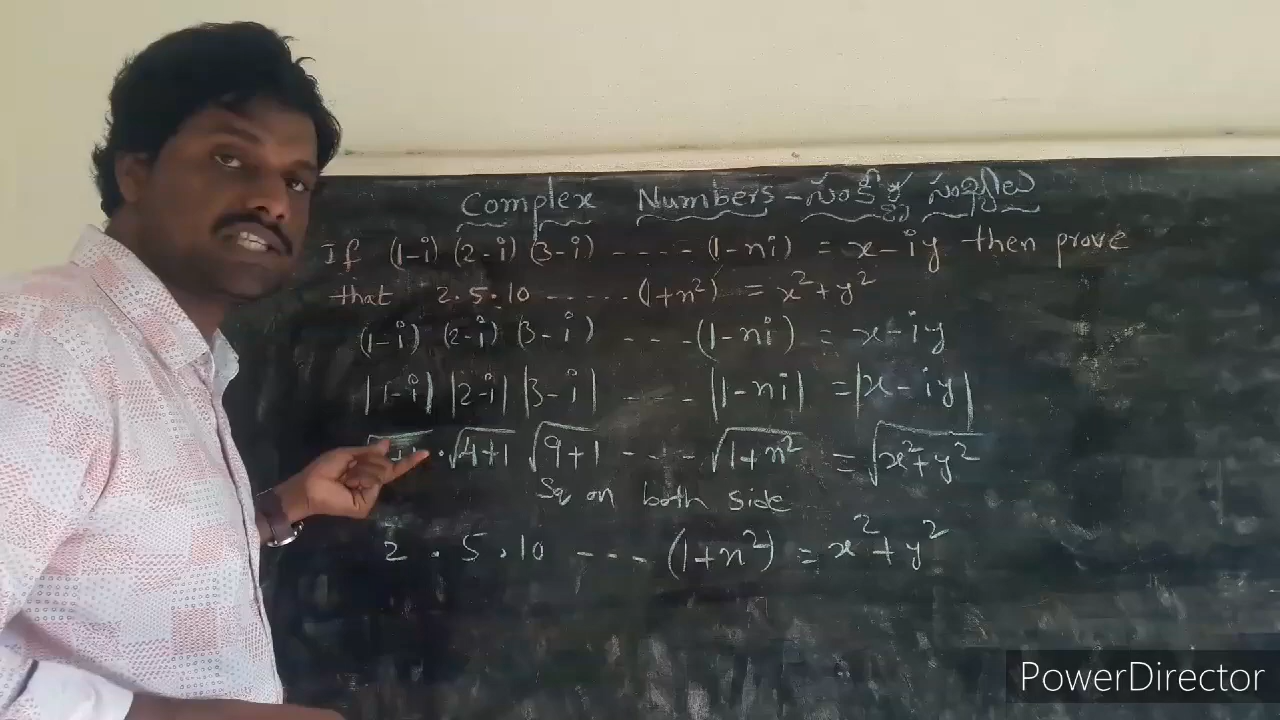 Complex Numbers - సంకీర్ణ సంఖ్యలు
If (1-i) (2-i) (3-i) ---- (1-ni) = x-iy then prove
that 2.5.10 ------ (1+n²) = x²+y²
(1-i) (2-i) (3-i) --- (1-ni) = x-iy
|1-i| |2-i| |3-i| --- |1-ni| = |x-iy|
√1+1 . √4+1 √9+1 ---- √1+n² = √x²+y²
Sq on both side
2 . 5 . 10 --- (1+n²) = x²+y²
PowerDirector